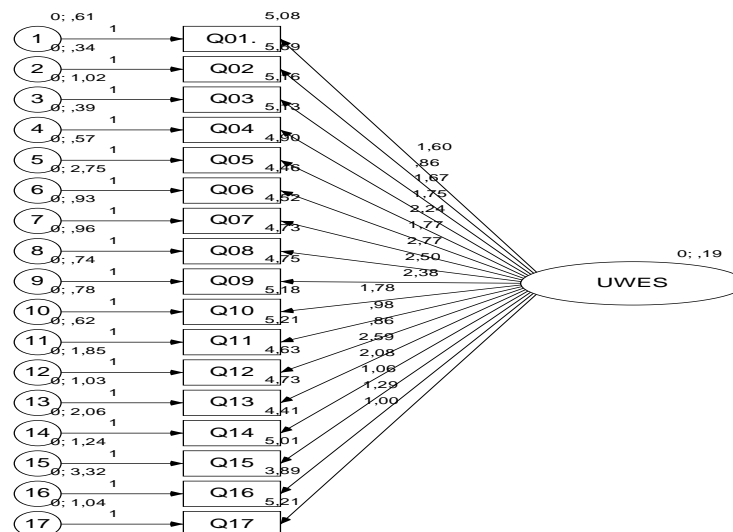 0; ,61 5,08
1 1 Q01.
0; ,34
2 1 Q02
0; 1,02 5,16
3 1 Q03
0; ,39 5,13
4 1 Q04
0; ,57 4,90
5 1 Q05
0; 2,75 4,46
6 1 Q06
0; ,93 4,52
7 1 Q07
0; ,96 4,73
8 1 Q08
0; ,74 4,75
9 1 Q09
0; ,78 5,18
10 1 Q10
0; ,62 5,21
11 1 Q11
0; 1,85 4,63
12 1 Q12
0; 1,03 4,73
13 1 Q13
0; 2,06 4,41
14 1 Q14
0; 1,24 5,01
15 1 Q15
0; 3,32 3,89
16 1 Q16
0; 1,04 5,21
17 1 Q17
1,60
,86
1,67
1,75
2,24
1,77
2,77
2,50
2,38
1,78
,98
,86
2,59
2,08
1,06
1,29
1,00
0; ,19
UWES